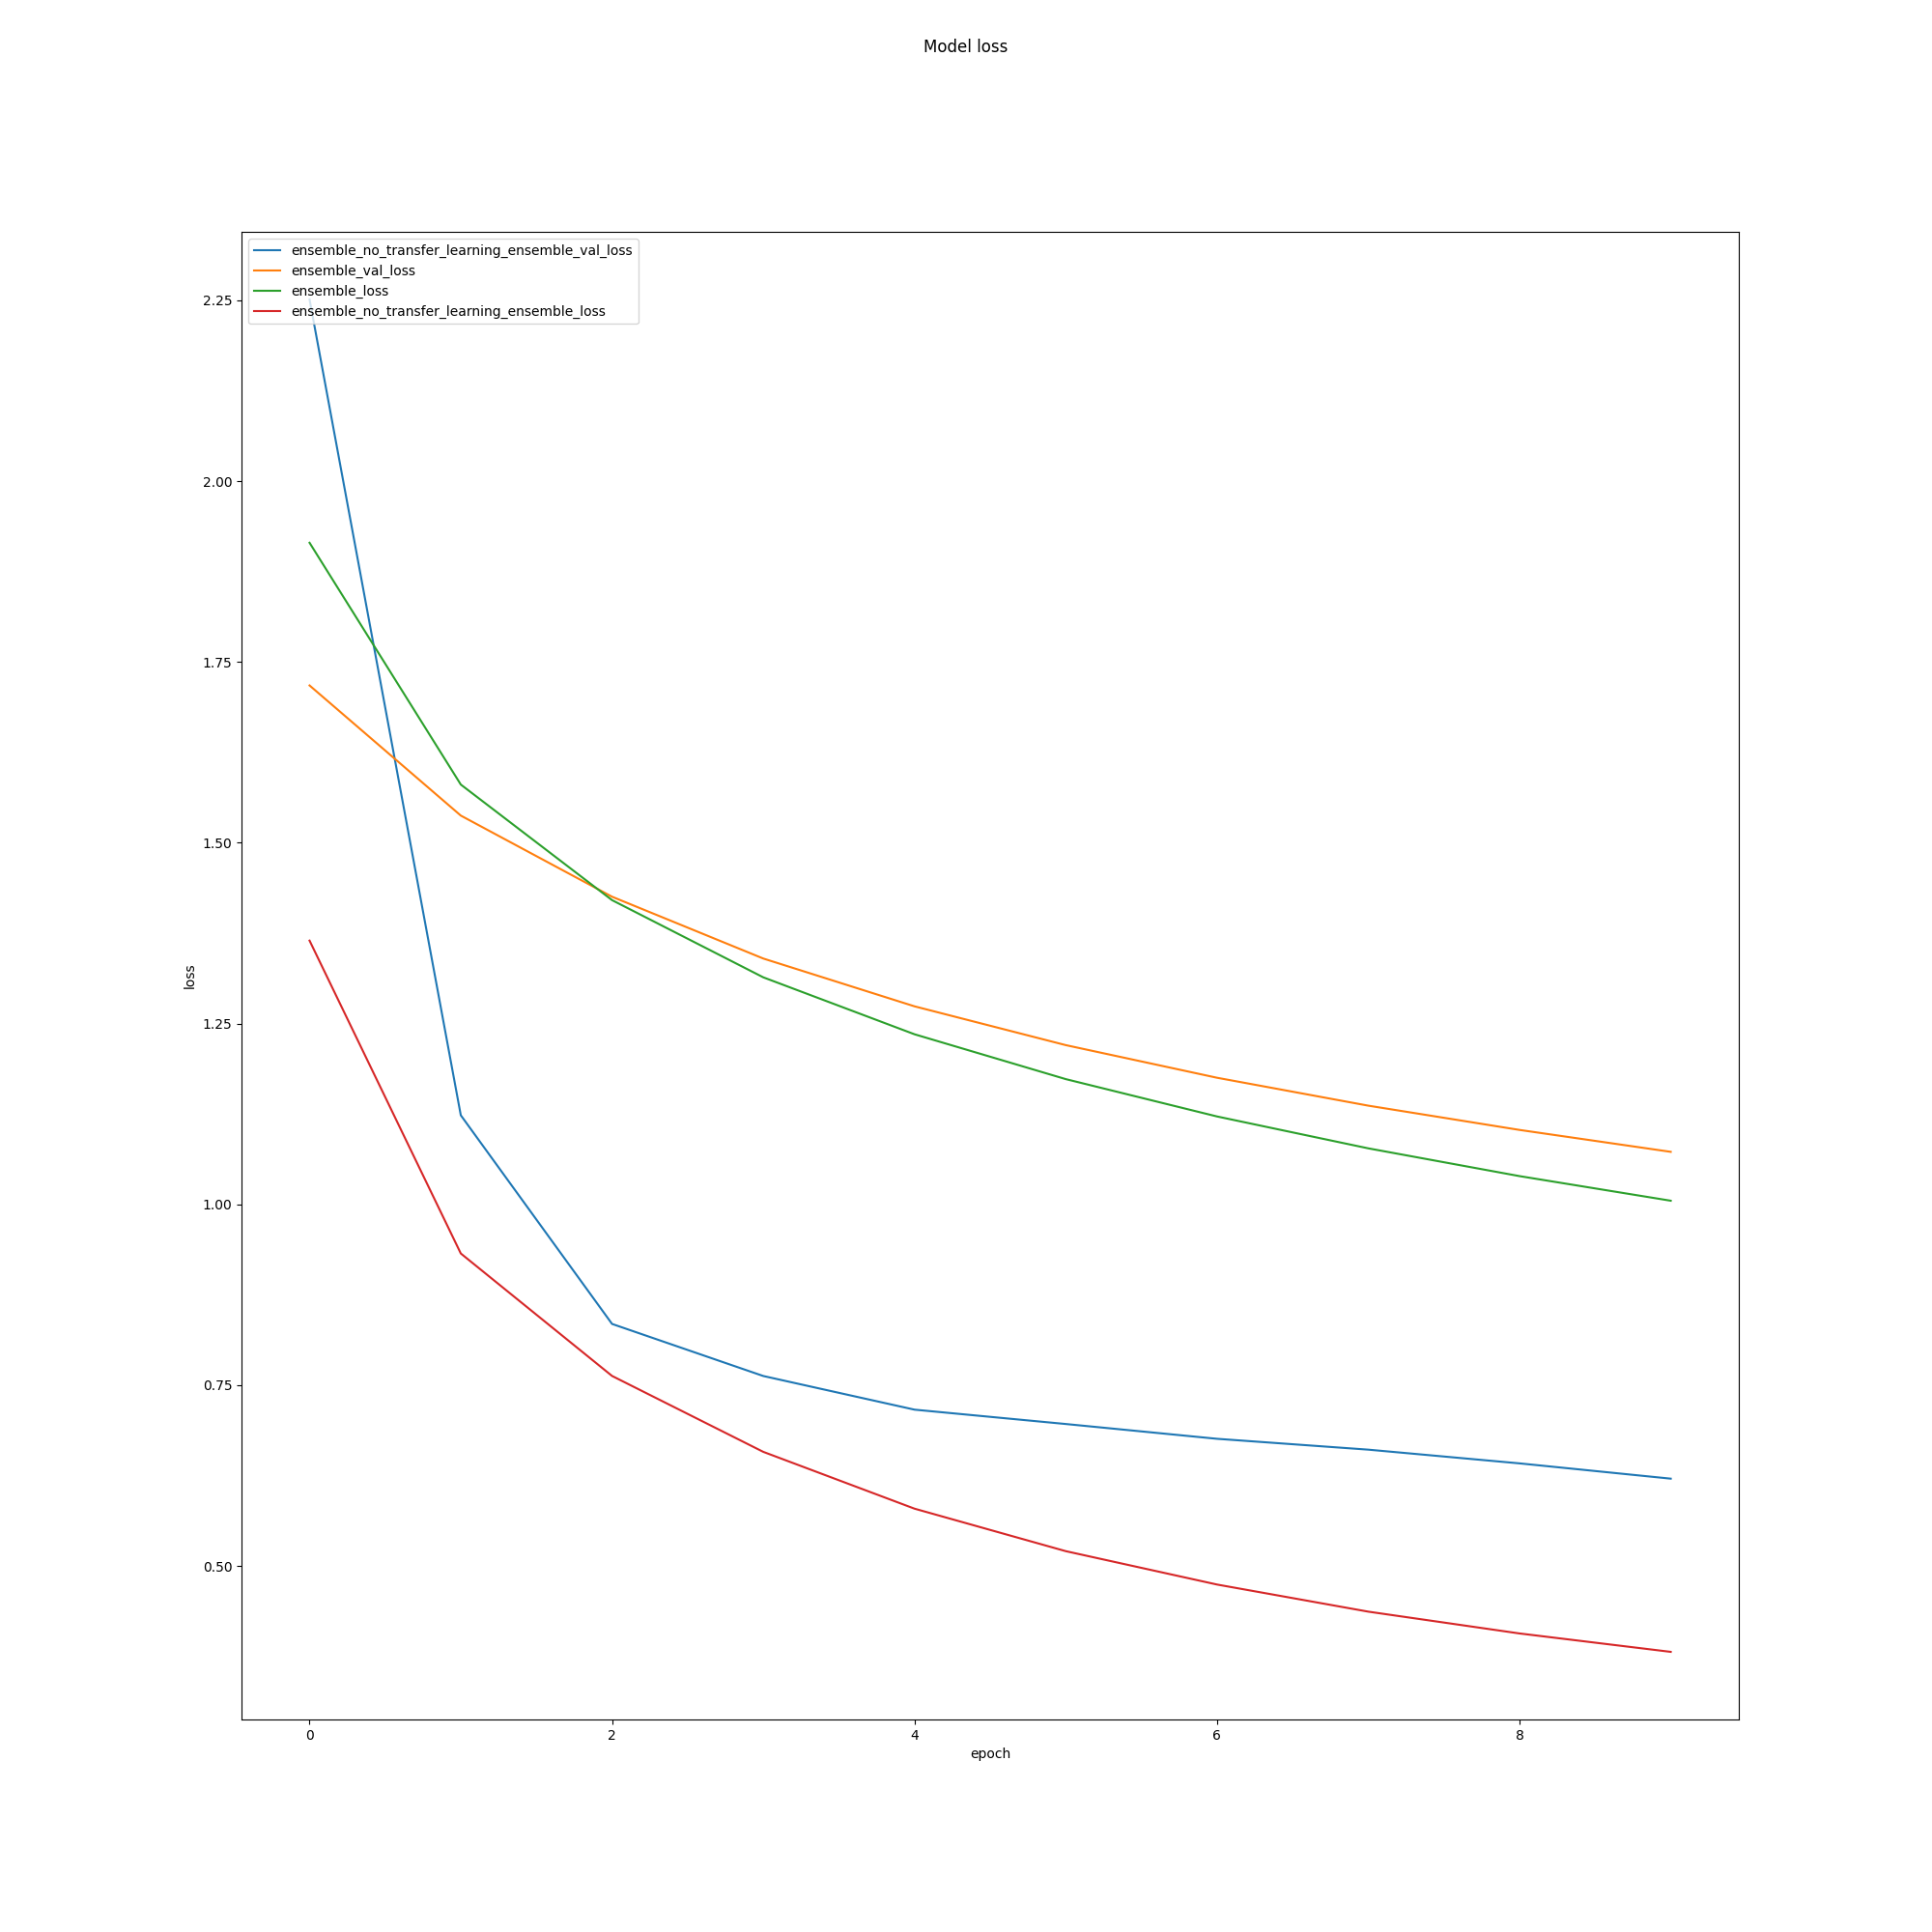 Model loss
ensemble_no_transfer_learning_ensemble_val_loss
ensemble_val_loss
ensemble_loss
ensemble_no_transfer_learning_ensemble_loss
2.25
2.00
1.75
1.50
1.25
1.00
0.75
0.50
loss
0 2 4 6 8
epoch